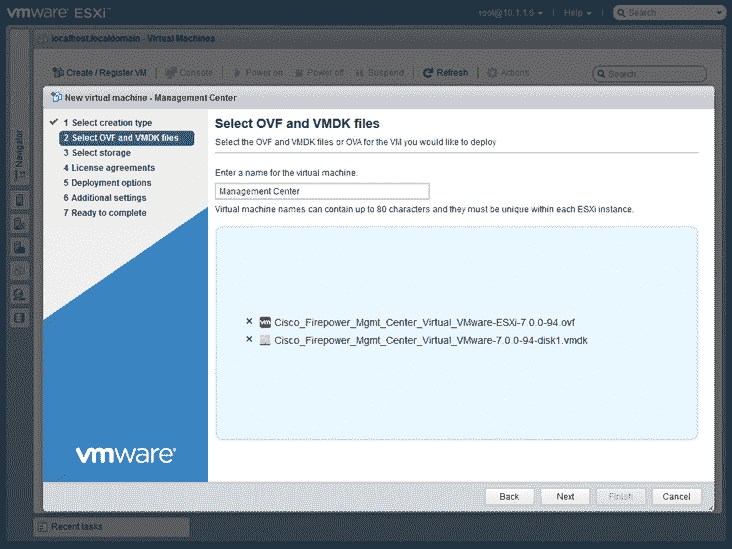 vmware ESXi™
root@10.1.1.6
Help
Search
localhost.localdomain - Virtual Machines
Create / Register VM
Console
Power on
Power off
Suspend
Refresh
Actions
Search
Navigator
New virtual machine - Management Center
1 Select creation type
2 Select OVF and VMDK files
3 Select storage
4 License agreements
5 Deployment options
6 Additional settings
7 Ready to complete
vmware®
Select OVF and VMDK files
Select the OVF and VMDK files or OVA for the VM you would like to deploy
Enter a name for the virtual machine.
Management Center
Virtual machine names can contain up to 80 characters and they must be unique within each ESXi instance.
vm
Cisco_Firepower_Mgmt_Center_Virtual_VMware-ESXi-7.0.0-94.ovf
Cisco_Firepower_Mgmt_Center_Virtual_VMware-7.0.0-94-disk1.vmdk
Back
Next
Finish
Cancel
Recent tasks